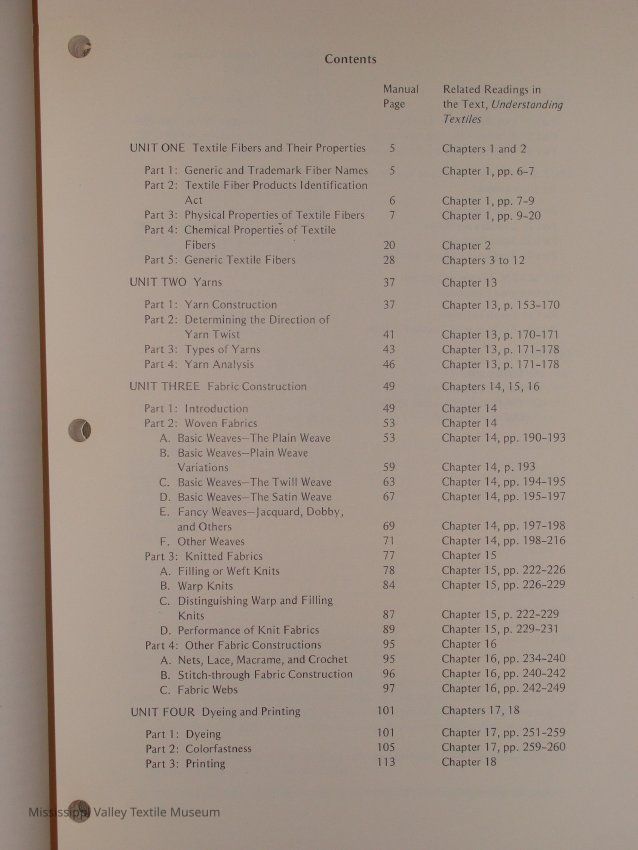 Contents
Manual Related Readings in
Page the Text, Understanding
Textiles
UNIT ONE Textile Fibers and Their Properties 5 Chapters 1 and 2
Part 1: Generic and Trademark Fiber Names 5 Chapter 1, pp. 6–7
Part 2: Textile Fiber Products Identification
Act 6 Chapter 1, pp. 7–9
Part 3: Physical Properties of Textile Fibers 7 Chapter 1, pp. 9–20
Part 4: Chemical Properties of Textile
Fibers 20 Chapter 2
Part 5: Generic Textile Fibers 28 Chapters 3 to 12
UNIT TWO Yarns 37 Chapter 13
Part 1: Yarn Construction 37 Chapter 13, p. 153–170
Part 2: Determining the Direction of
Yarn Twist 41 Chapter 13, p. 170–171
Part 3: Types of Yarns 43 Chapter 13, p. 171–178
Part 4: Yarn Analysis 46 Chapter 13, p. 171–178
UNIT THREE Fabric Construction 49 Chapters 14, 15, 16
Part 1: Introduction 49 Chapter 14
Part 2: Woven Fabrics 53 Chapter 14
A. Basic Weaves—The Plain Weave 53 Chapter 14, pp. 190–193
B. Basic Weaves—Plain Weave
Variations 59 Chapter 14, p. 193
C. Basic Weaves—The Twill Weave 63 Chapter 14, pp. 194–195
D. Basic Weaves—The Satin Weave 67 Chapter 14, pp. 195–197
E. Fancy Weaves—Jacquard, Dobby,
and Others 69 Chapter 14, pp. 197–198
F. Other Weaves 71 Chapter 14, pp. 198–216
Part 3: Knitted Fabrics 77 Chapter 15
A. Filling or Weft Knits 78 Chapter 15, pp. 222–226
B. Warp Knits 84 Chapter 15, pp. 226–229
C. Distinguishing Warp and Filling
Knits 87 Chapter 15, p. 222–229
D. Performance of Knit Fabrics 89 Chapter 15, p. 229–231
Part 4: Other Fabric Constructions 95 Chapter 16
A. Nets, Lace, Macrame, and Crochet 95 Chapter 16, pp. 234–240
B. Stitch-through Fabric Construction 96 Chapter 16, pp. 240–242
C. Fabric Webs 97 Chapter 16, pp. 242–249
UNIT FOUR Dyeing and Printing 101 Chapters 17, 18
Part 1: Dyeing 101 Chapter 17, pp. 251–259
Part 2: Colorfastness 105 Chapter 17, pp. 259–260
Part 3: Printing 113 Chapter 18
Mississippi Valley Textile Museum